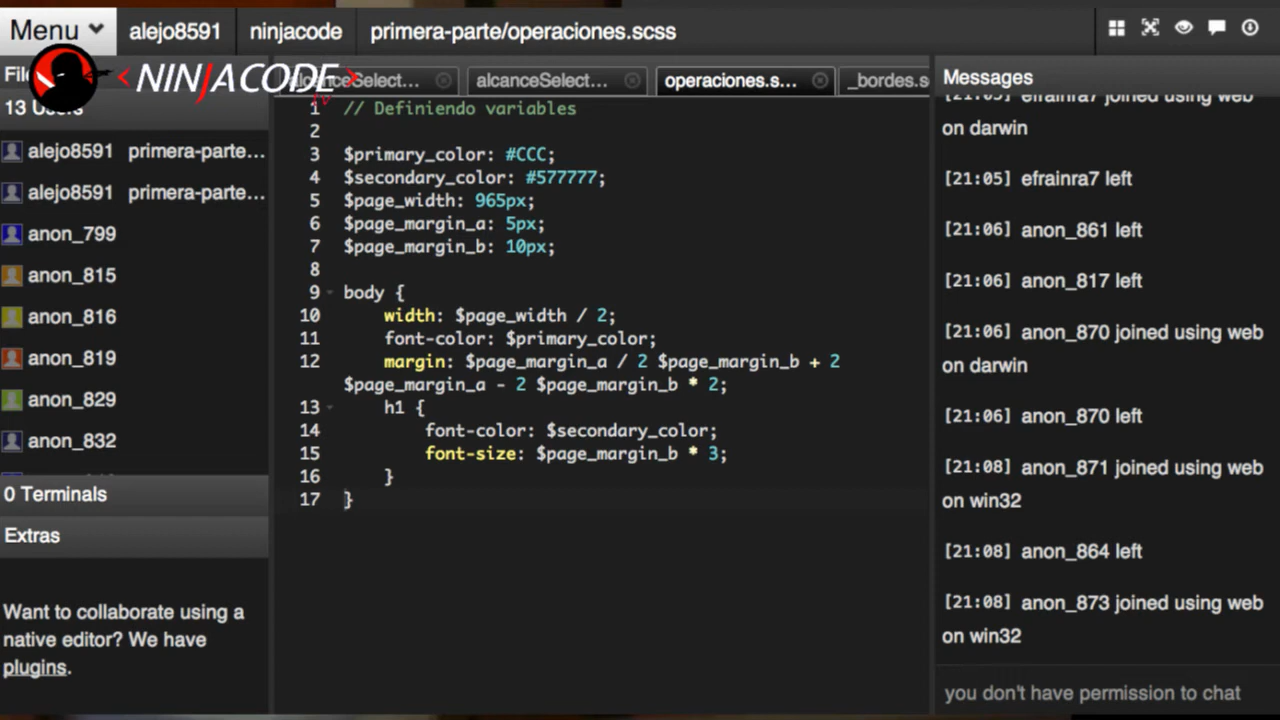 Menu alejo8591 ninjacode primera-parte/operaciones.scss
< NINJACODE >
13 Users
alejo8591 primera-parte...
alejo8591 primera-parte...
anon_799
anon_815
anon_816
anon_819
anon_829
anon_832
0 Terminals
Extras
Want to collaborate using a
native editor? We have
plugins.
alcanceSelect...
operaciones.s...
_bordes.s
1 // Definiendo variables
2
3 $primary_color: #CCC;
4 $secondary_color: #577777;
5 $page_width: 965px;
6 $page_margin_a: 5px;
7 $page_margin_b: 10px;
8
9 body {
10 width: $page_width / 2;
11 font-color: $primary_color;
12 margin: $page_margin_a / 2 $page_margin_b + 2
$page_margin_a - 2 $page_margin_b * 2;
13 h1 {
14 font-color: $secondary_color;
15 font-size: $page_margin_b * 3;
16 }
17 }
Messages
efrainra7 joined using web
on darwin
[21:05] efrainra7 left
[21:06] anon_861 left
[21:06] anon_817 left
[21:06] anon_870 joined using web
on darwin
[21:06] anon_870 left
[21:08] anon_871 joined using web
on win32
[21:08] anon_864 left
[21:08] anon_873 joined using web
on win32
you don't have permission to chat